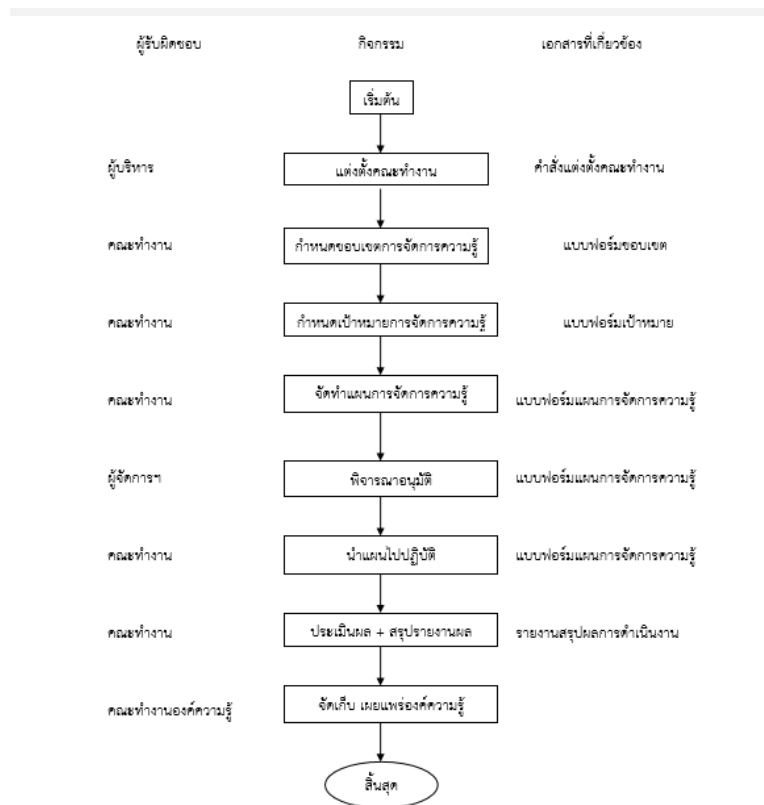 ผู้รับผิดชอบ กิจกรรม เอกสารที่เกี่ยวข้อง
เริ่มต้น
ผู้บริหาร แต่งตั้งคณะทำงาน คำสั่งแต่งตั้งคณะทำงาน
คณะทำงาน กำหนดขอบเขตการจัดการความรู้ แบบฟอร์มขอบเขต
คณะทำงาน กำหนดเป้าหมายการจัดการความรู้ แบบฟอร์มเป้าหมาย
คณะทำงาน จัดทำแผนการจัดการความรู้ แบบฟอร์มแผนการจัดการความรู้
ผู้จัดการฯ พิจารณาอนุมัติ แบบฟอร์มแผนการจัดการความรู้
คณะทำงาน นำแผนไปปฏิบัติ แบบฟอร์มแผนการจัดการความรู้
คณะทำงาน ประเมินผล + สรุปรายงานผล รายงานสรุปผลการดำเนินงาน
คณะทำงานองค์ความรู้ จัดเก็บ เผยแพร่องค์ความรู้
สิ้นสุด